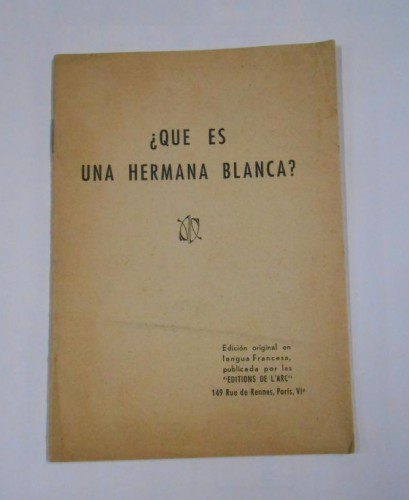 ¿QUE ES
UNA HERMANA BLANCA?
Edición original en
lengua Francesa,
publicada por las
"EDITIONS DE L'ARC"
149 Rue de Rennes, Paris, VIº